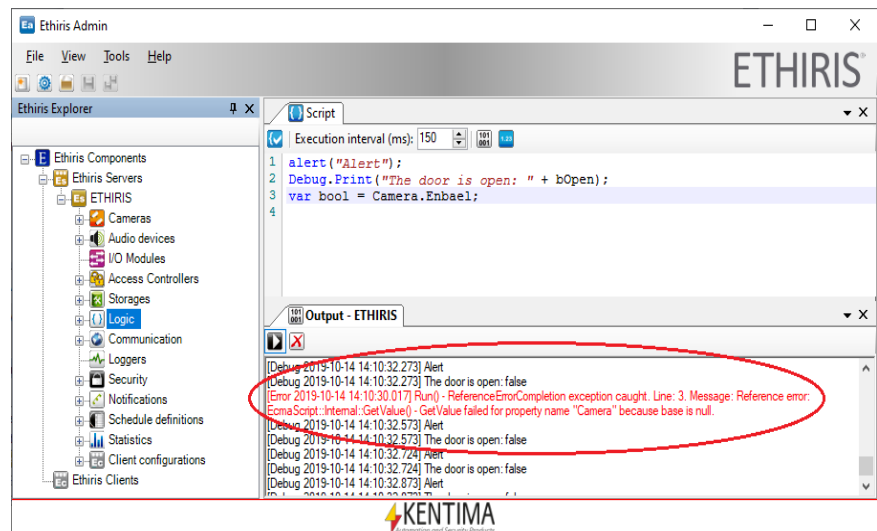 Ethiris Admin
File View Tools Help
ETHIRIS
Ethiris Explorer
Ethiris Components
Ethiris Servers
ETHIRIS
Cameras
Audio devices
I/O Modules
Access Controllers
Storages
Logic
Communication
Loggers
Security
Notifications
Schedule definitions
Statistics
Client configurations
Ethiris Clients
Script
Execution interval (ms): 150
1 alert("Alert");
2 Debug.Print("The door is open: " + bOpen);
3 var bool = Camera.Enbael;
4
Output - ETHIRIS
[Debug 2019-10-14 14:10:32.273] Alert
[Debug 2019-10-14 14:10:32.273] The door is open: false
[Error 2019-10-14 14:10:30.017] Run() - ReferenceErrorCompletion exception caught. Line: 3. Message: Reference error:
EcmaScript::Internal::GetValue() - GetValue failed for property name "Camera" because base is null.
[Debug 2019-10-14 14:10:32.573] Alert
[Debug 2019-10-14 14:10:32.573] The door is open: false
[Debug 2019-10-14 14:10:32.724] Alert
[Debug 2019-10-14 14:10:32.724] The door is open: false
[Debug 2019-10-14 14:10:32.873] Alert
KENTIMA
Automation and Security Products